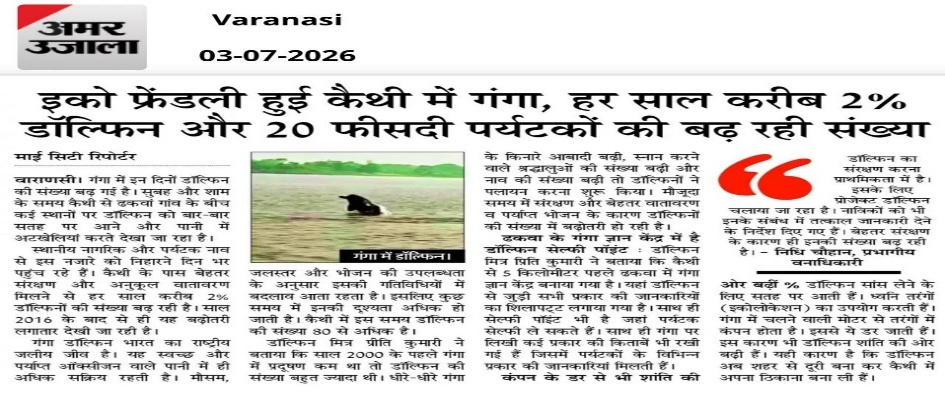 अमर
उजाला
Varanasi
03-07-2026
इको फ्रेंडली हुई कैथी में गंगा, हर साल करीब 2%
डॉल्फिन और 20 फीसदी पर्यटकों की बढ़ रही संख्या
माई सिटी रिपोर्टर
वाराणसी। गंगा में इन दिनों डॉल्फिन
की संख्या बढ़ गई है। सुबह और शाम
के समय कैथी से ढकवा गांव के बीच
कई स्थानों पर डॉल्फिन को बार-बार
सतह पर आने और पानी में
अटखेलियां करते देखा जा रहा है।
स्थानीय नागरिक और पर्यटक नाव
से इस नजारे को निहारने दिन भर
पहुंच रहे हैं। कैथी के पास बेहतर
संरक्षण और अनुकूल वातावरण
मिलने से हर साल करीब 2%
डॉल्फिनों की संख्या बढ़ रही है। साल
2016 के बाद से ही यह बढ़ोतरी
लगातार देखी जा रही है।
गंगा डॉल्फिन भारत का राष्ट्रीय
जलीय जीव है। यह स्वच्छ और
पर्याप्त ऑक्सीजन वाले पानी में ही
अधिक सक्रिय रहती है। मौसम,
गंगा में डॉल्फिन।
जलस्तर और भोजन की उपलब्धता
के अनुसार इसकी गतिविधियों में
बदलाव आता रहता है। इसलिए कुछ
समय में इनकी दृश्यता अधिक हो
जाती है। कैथी में इस समय डॉल्फिन
की संख्या 80 से अधिक है।
डॉल्फिन मित्र प्रिति कुमारी ने
बताया कि साल 2000 के पहले गंगा
में प्रदूषण कम था तो डॉल्फिन की
संख्या बहुत ज्यादा थी। धीरे-धीरे गंगा
के किनारे आबादी बढ़ी, स्नान करने
वाले श्रद्धालुओं की संख्या बढ़ी और
नाव की संख्या बढ़ी तो डॉल्फिनों ने
पलायन करना शुरू किया। मौजूदा
समय में संरक्षण और बेहतर वातावरण
व पर्याप्त भोजन के कारण डॉल्फिनों
की संख्या में बढ़ोतरी हो रही है।
ढकवा के गंगा ज्ञान केंद्र में है
डॉल्फिन सेल्फी पॉइंट : डॉल्फिन
मित्र प्रिति कुमारी ने बताया कि कैथी
से 5 किलोमीटर पहले ढकवा में गंगा
ज्ञान केंद्र बनाया गया है। यहां डॉल्फिन
से जुड़ी सभी प्रकार की जानकारियों
का शिलापट्ट लगाया गया है। साथ ही
सेल्फी पॉइंट भी है जहां पर्यटक
सेल्फी ले सकते हैं। साथ ही गंगा पर
लिखी कई प्रकार की किताबें भी रखी
गई हैं जिसमें पर्यटकों के विभिन्न
प्रकार की जानकारियां मिलती हैं।
कंपन के डर से भी शांति की
डॉल्फिन का
संरक्षण करना
प्राथमिकता में है।
इसके लिए
प्रोजेक्ट डॉल्फिन
चलाया जा रहा है। नाविकों को भी
इनके संबंध में तत्काल जानकारी देने
के निर्देश दिए गए हैं। बेहतर संरक्षण
के कारण ही इनकी संख्या बढ़ रही
है। - निधि चौहान, प्रभागीय
वनाधिकारी
ओर बढ़ीं % डॉल्फिन सांस लेने के
लिए सतह पर आती हैं। ध्वनि तरंगों
(इकोलोकेशन) का उपयोग करती हैं।
गंगा में चलने वाली मोटर से तरंगों में
कंपन होता है। इससे ये डर जाती हैं।
इस कारण भी डॉल्फिन शांति की ओर
बढ़ी हैं। यही कारण है कि डॉल्फिन
अब शहर से दूरी बना कर कैथी में
अपना ठिकाना बना ली हैं।